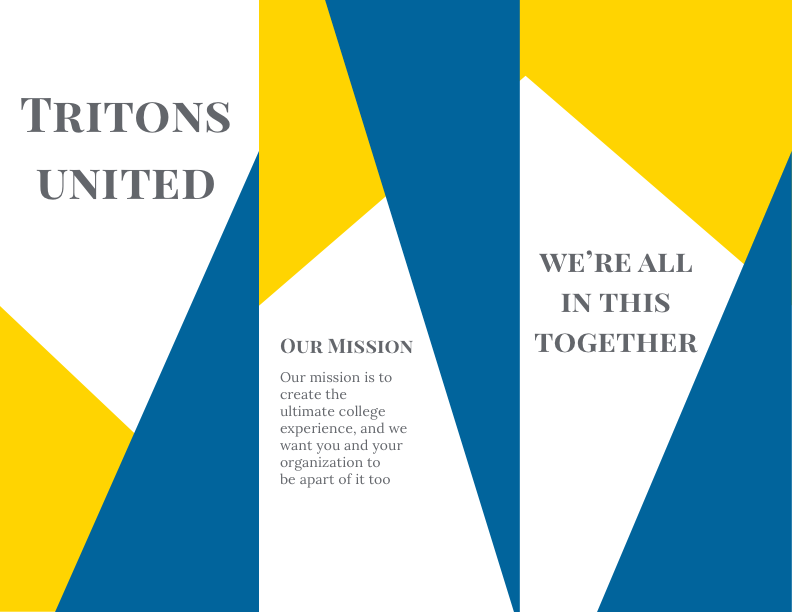 Tritons
united
Our Mission
Our mission is to
create the
ultimate college
experience, and we
want you and your
organization to
be apart of it too
we're all
in this
together